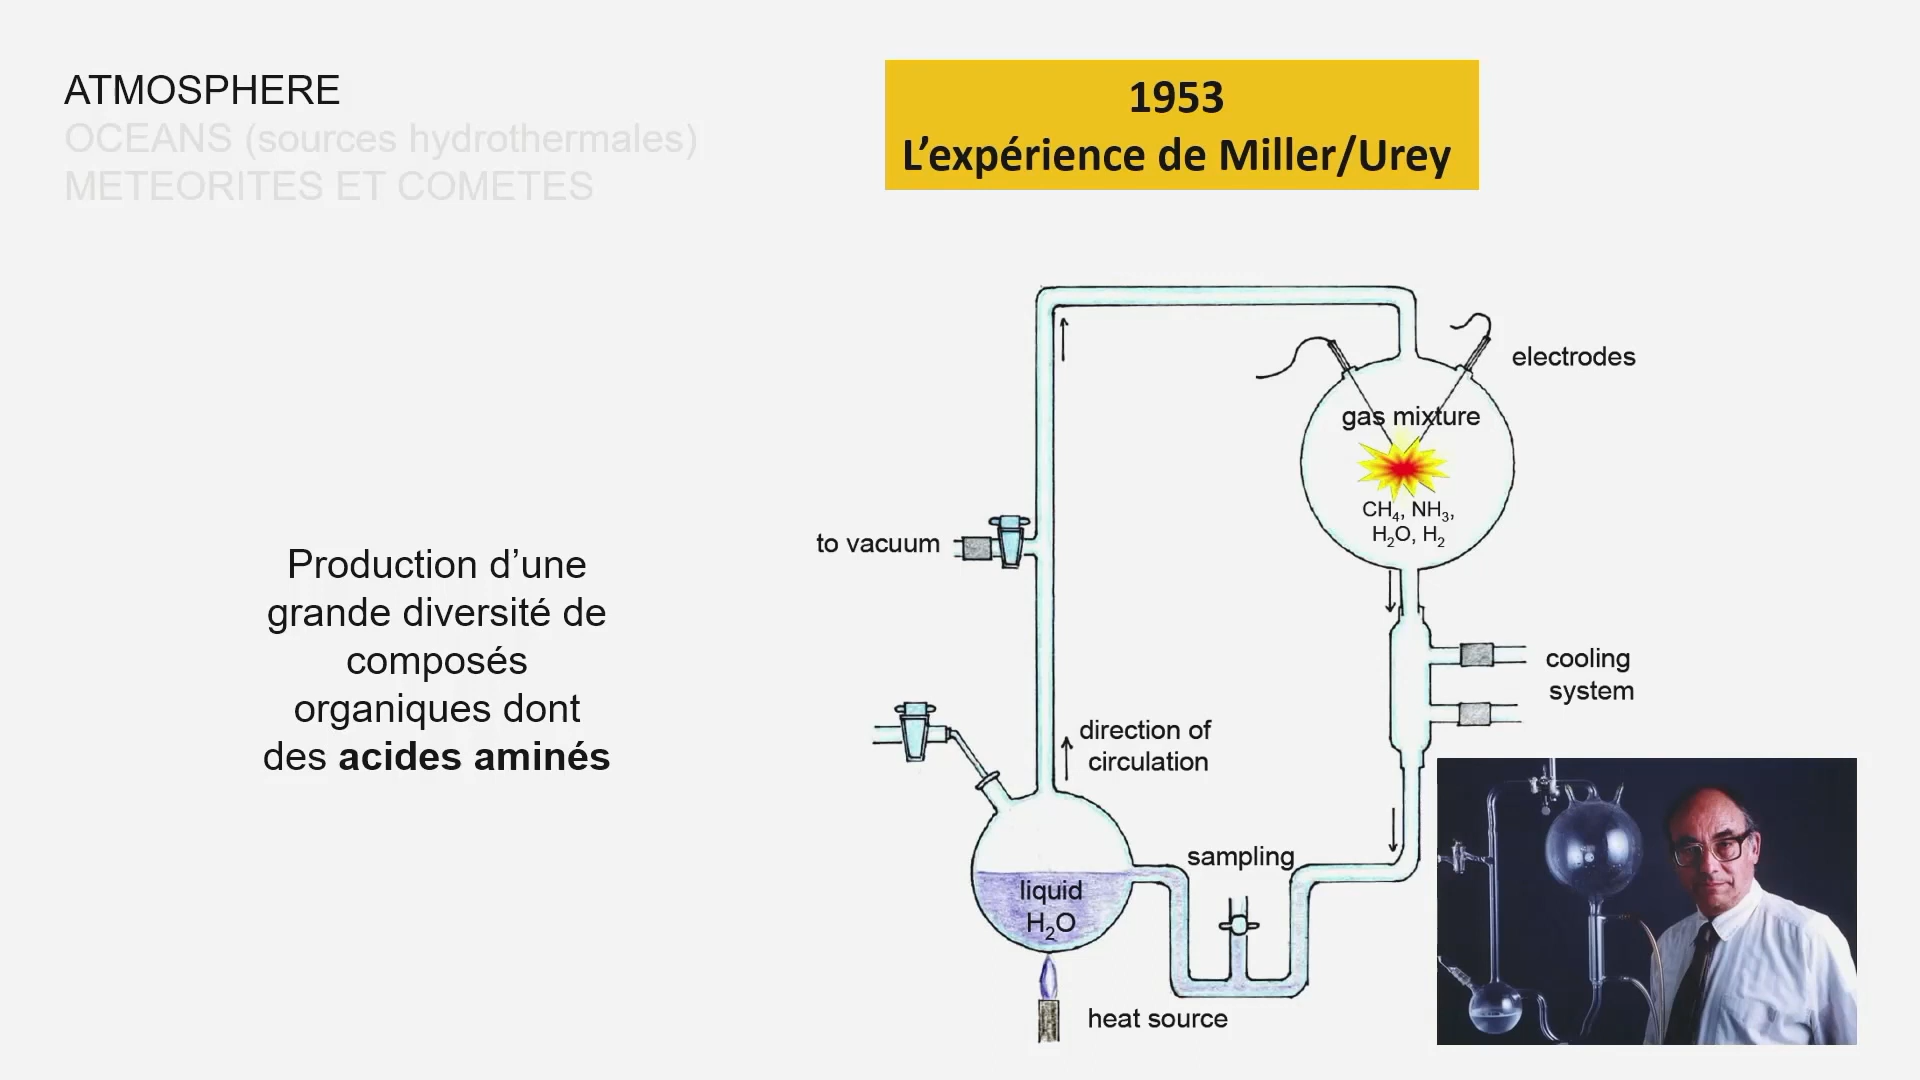 ATMOSPHERE
OCEANS (sources hydrothermales)
METEORITES ET COMETES
1953
L’expérience de Miller/Urey
electrodes
gas mixture
CH₄, NH₃,
H₂O, H₂
to vacuum
Production d’une
grande diversité de
composés
organiques dont
des acides aminés
cooling
system
direction of
circulation
sampling
liquid
H₂O
heat source